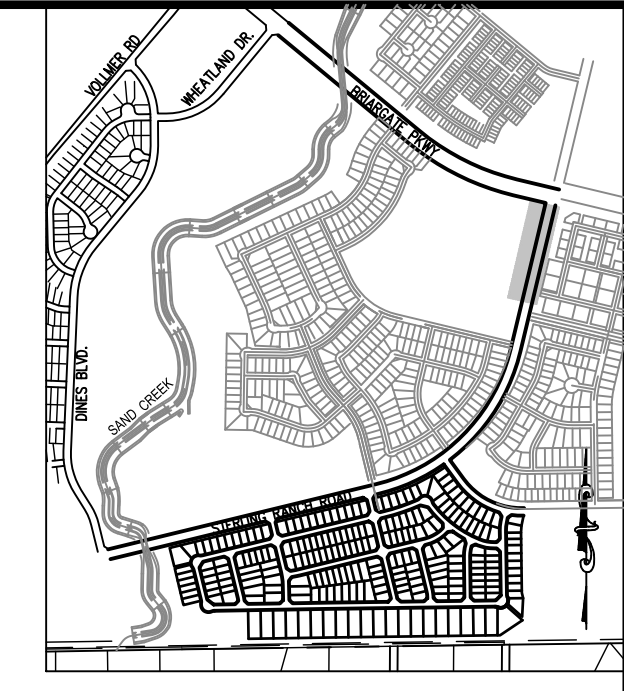 VOLLMER RD
WHEATLAND DR.
BRIARGATE PKWY
DINES BLVD.
SAND CREEK
STERLING RANCH ROAD